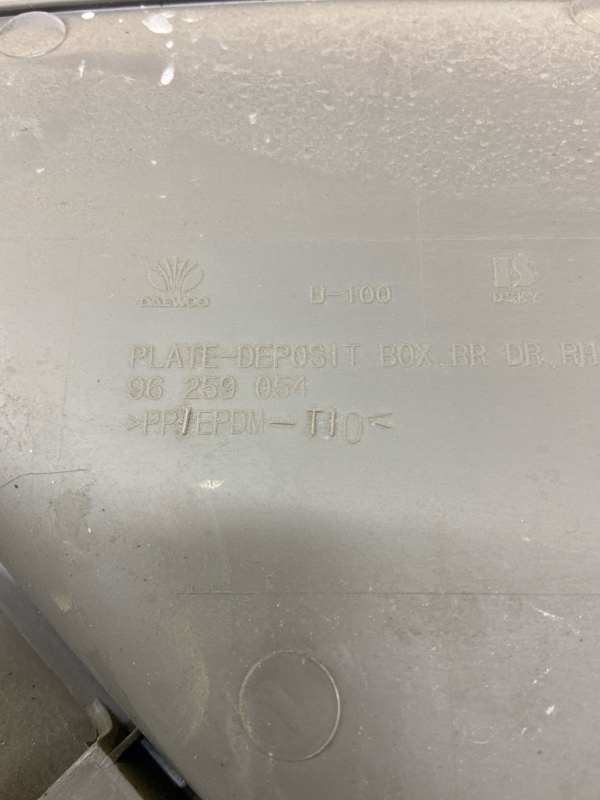 DAEWOO
U-100
DSKY
PLATE-DEPOSIT BOX,RR DR,RH
96 259 054
>PP/EPDM-T10<